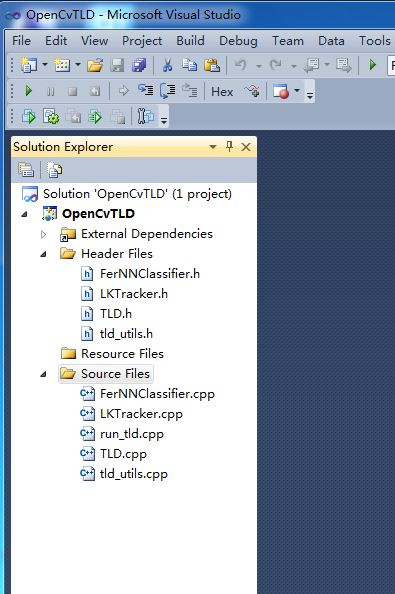 OpenCvTLD - Microsoft Visual Studio
File Edit View Project Build Debug Team Data Tools
Hex
Solution Explorer
Solution 'OpenCvTLD' (1 project)
OpenCvTLD
External Dependencies
Header Files
h FerNNClassifier.h
h LKTracker.h
h TLD.h
h tld_utils.h
Resource Files
Source Files
C++ FerNNClassifier.cpp
C++ LKTracker.cpp
C++ run_tld.cpp
C++ TLD.cpp
C++ tld_utils.cpp